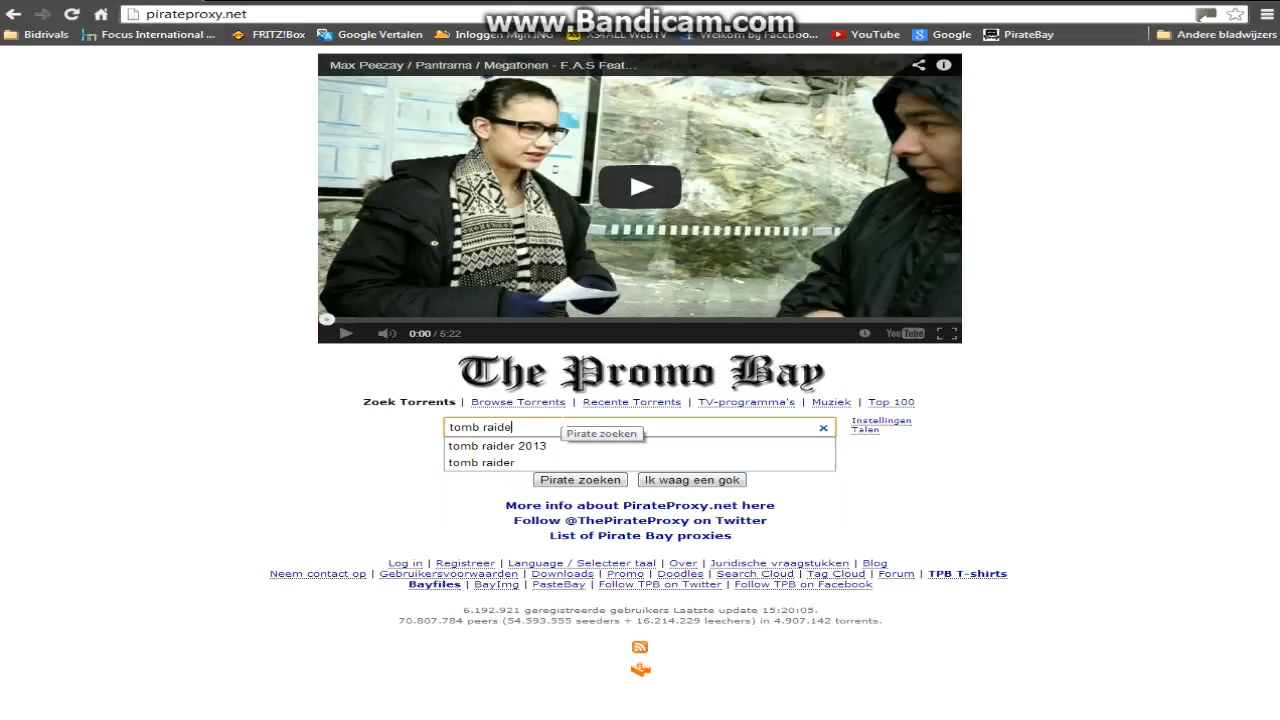 pirateproxy.net
www.Bandicam.com
Bidrivals Focus International ... FRITZ!Box Google Vertalen Inloggen Mijn ING XS4ALL WebTV Welkom bij Facebo... YouTube Google PirateBay Andere bladwijzers
Max Peezay / Pantrama / Megafonen - F.A.S Feat...
0:00 / 5:22 YouTube
The Promo Bay
Zoek Torrents | Browse Torrents | Recente Torrents | TV-programma's | Muziek | Top 100
tomb raide
Instellingen
Talen
Pirate zoeken
tomb raider 2013
tomb raider
Pirate zoeken Ik waag een gok
More info about PirateProxy.net here
Follow @ThePirateProxy on Twitter
List of Pirate Bay proxies
Log in | Registreer | Language / Selecteer taal | Over | Juridische vraagstukken | Blog
Neem contact op | Gebruikersvoorwaarden | Downloads | Promo | Doodles | Search Cloud | Tag Cloud | Forum | TPB T-shirts
Bayfiles | BayImg | PasteBay | Follow TPB on Twitter | Follow TPB on Facebook
6.192.921 geregistreerde gebruikers Laatste update 15:20:05.
70.807.784 peers (54.593.555 seeders + 16.214.229 leechers) in 4.907.142 torrents.